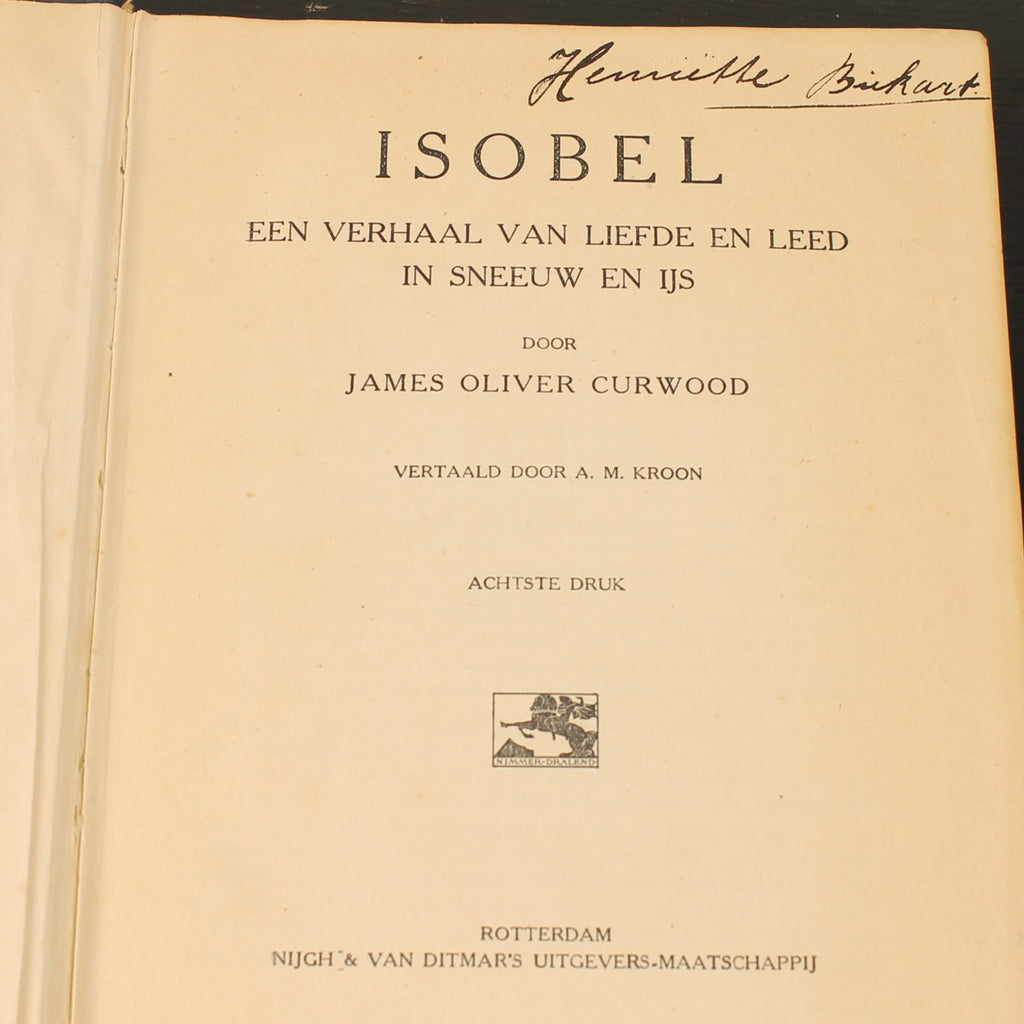 Henriëtte Bickart.
ISOBEL
EEN VERHAAL VAN LIEFDE EN LEED
IN SNEEUW EN IJS
DOOR
JAMES OLIVER CURWOOD
VERTAALD DOOR A. M. KROON
ACHTSTE DRUK
NIMMER-DRALEND
ROTTERDAM
NIJGH & VAN DITMAR'S UITGEVERS-MAATSCHAPPIJ